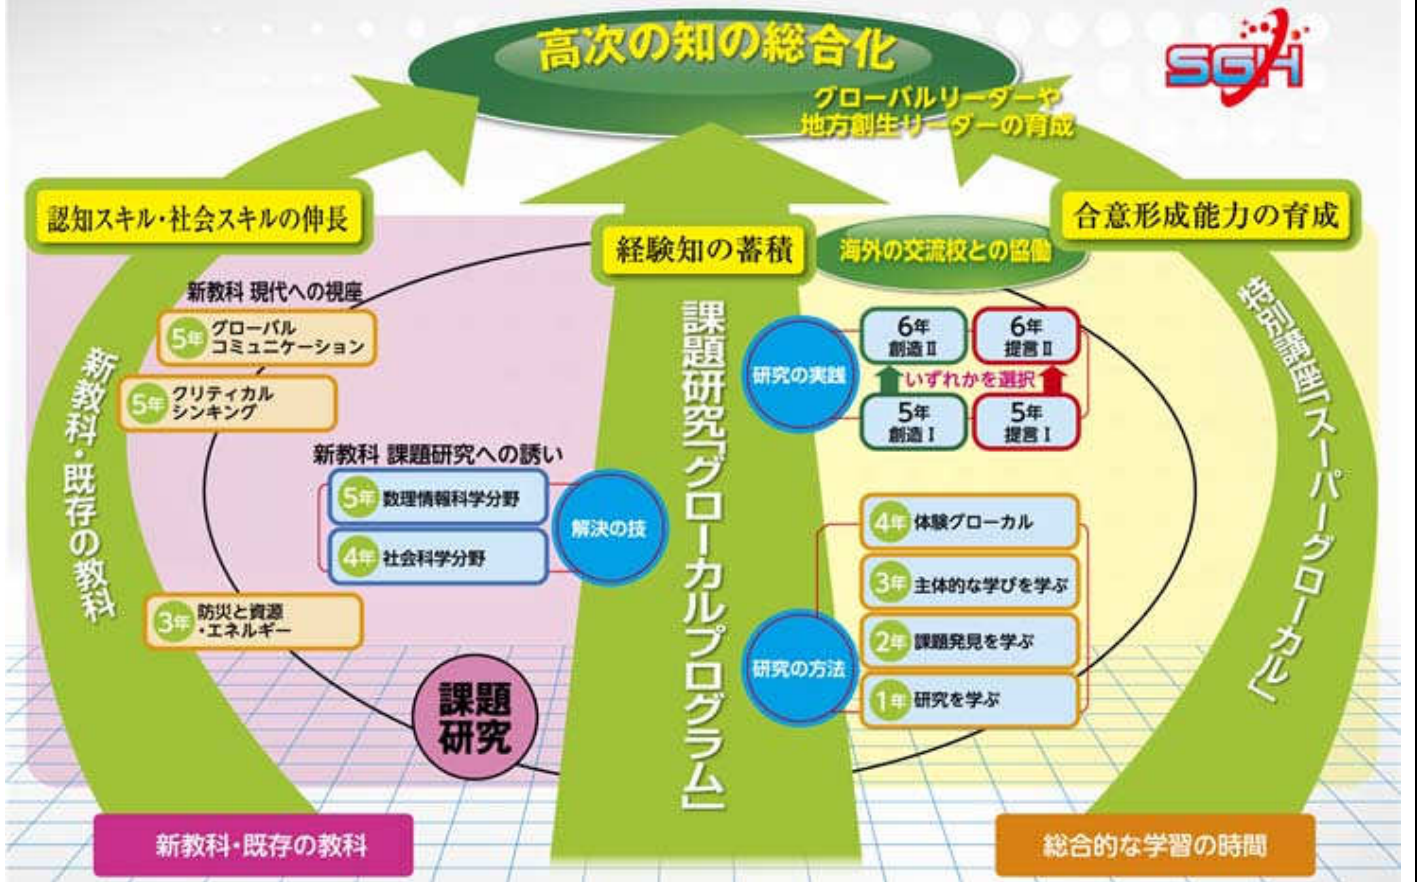 高次の知の総合化
グローバルリーダーや
地方創生リーダーの育成
SGH
認知スキル・社会スキルの伸長
経験知の蓄積
海外の交流校との協働
合意形成能力の育成
新教科・既存の教科
新教科 現代への視座
5年 グローバル
コミュニケーション
5年 クリティカル
シンキング
新教科 課題研究への誘い
5年 数理情報科学分野
4年 社会科学分野
解決の技
3年 防災と資源
・エネルギー
課題
研究
課題研究「グローカルプログラム」
研究の実践
6年
創造Ⅱ
6年
提言Ⅱ
いずれかを選択
5年
創造Ⅰ
5年
提言Ⅰ
研究の方法
4年 体験グローカル
3年 主体的な学びを学ぶ
2年 課題発見を学ぶ
1年 研究を学ぶ
特別講座「スーパーグローカル」
新教科・既存の教科
総合的な学習の時間